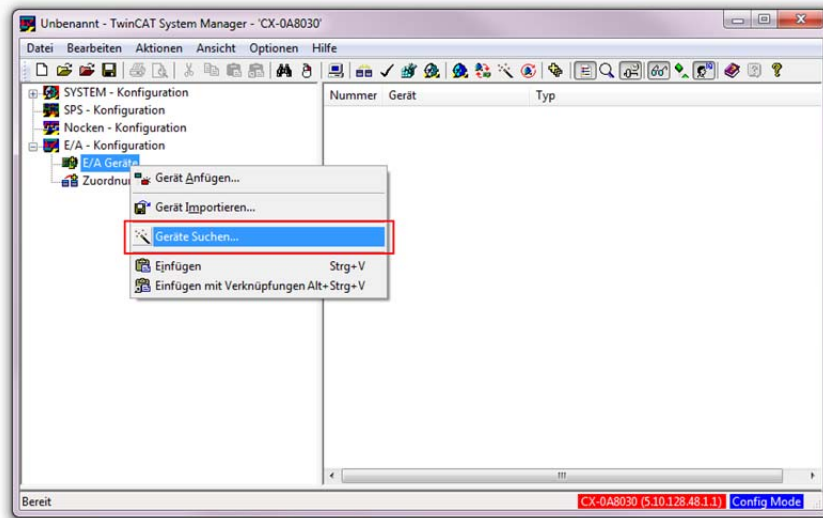 Unbenannt - TwinCAT System Manager - 'CX-0A8030'
Datei Bearbeiten Aktionen Ansicht Optionen Hilfe
SYSTEM - Konfiguration
SPS - Konfiguration
Nocken - Konfiguration
E/A - Konfiguration
E/A Geräte
Zuordnu
Nummer Gerät Typ
Gerät Anfügen...
Gerät Importieren...
Geräte Suchen...
Einfügen Strg+V
Einfügen mit Verknüpfungen Alt+Strg+V
Bereit CX-0A8030 (5.10.128.48.1.1) Config Mode